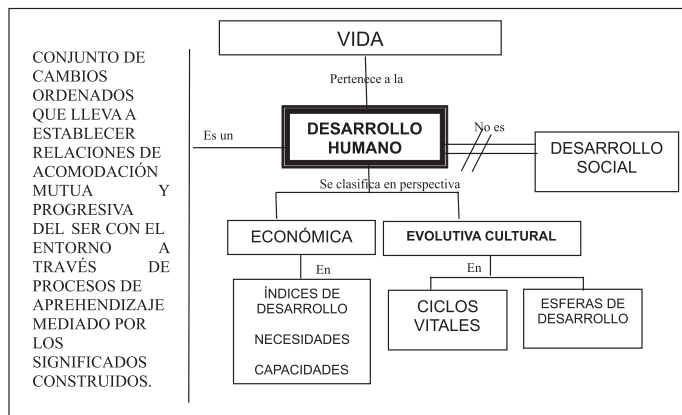 CONJUNTO DE
CAMBIOS
ORDENADOS
QUE LLEVA A
ESTABLECER
RELACIONES DE
ACOMODACIÓN
MUTUA Y
PROGRESIVA
DEL SER CON EL
ENTORNO A
TRAVÉS DE
PROCESOS DE
APREHENDIZAJE
MEDIADO POR
LOS
SIGNIFICADOS
CONSTRUIDOS.
VIDA
Pertenece a la
Es un
DESARROLLO
HUMANO
No es
DESARROLLO
SOCIAL
Se clasifica en perspectiva
ECONÓMICA
EVOLUTIVA CULTURAL
En
En
ÍNDICES DE
DESARROLLO
NECESIDADES
CAPACIDADES
CICLOS
VITALES
ESFERAS DE
DESARROLLO